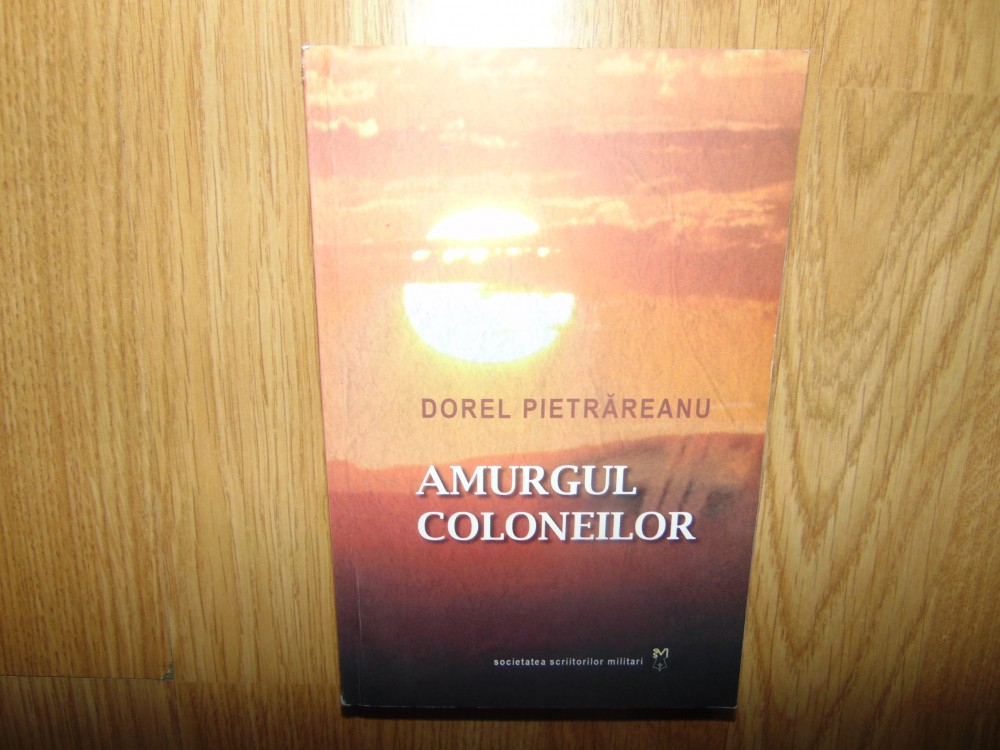 DOREL PIETRĂREANU
AMURGUL
COLONEILOR
societatea scriitorilor militari